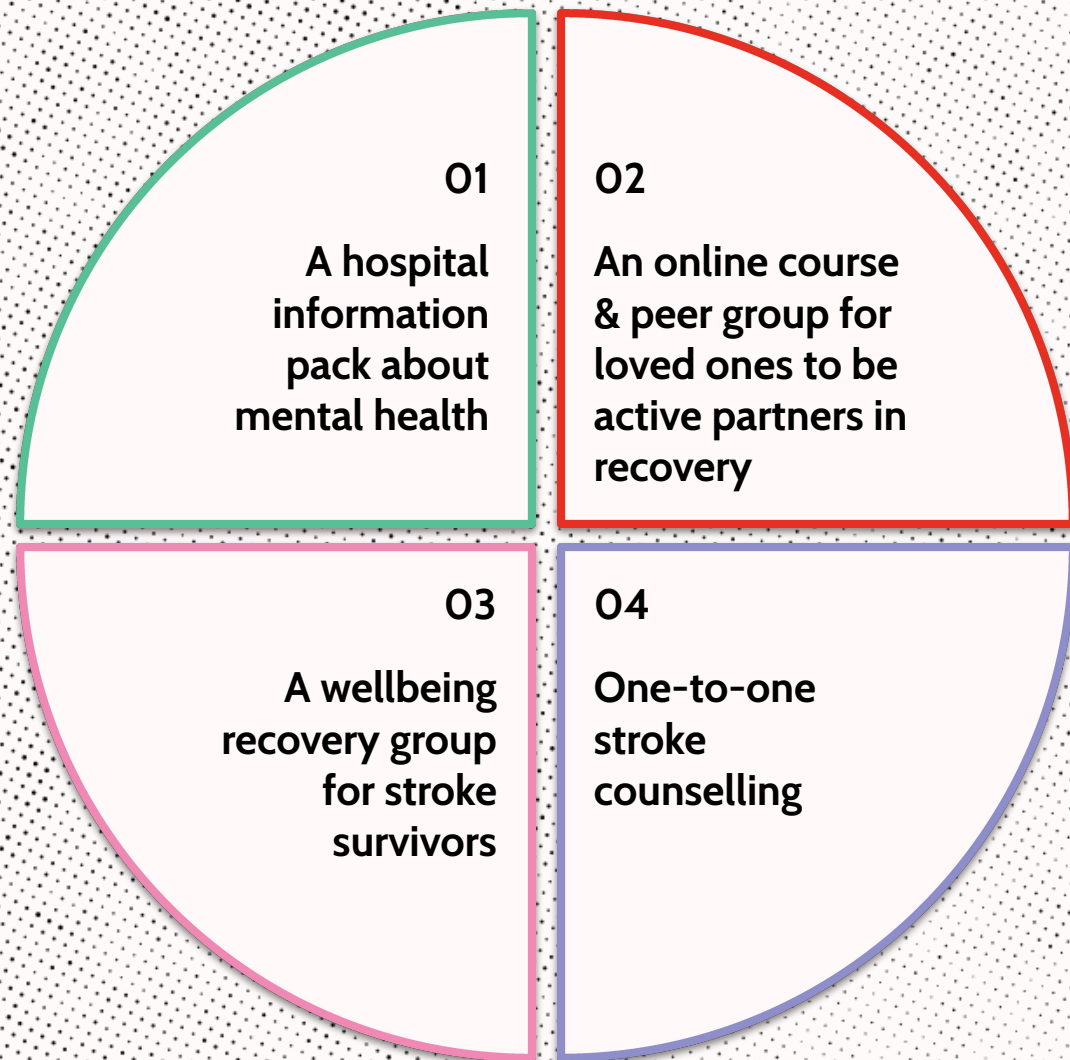 01
A hospital
information
pack about
mental health
02
An online course
& peer group for
loved ones to be
active partners in
recovery
03
A wellbeing
recovery group
for stroke
survivors
04
One-to-one
stroke
counselling